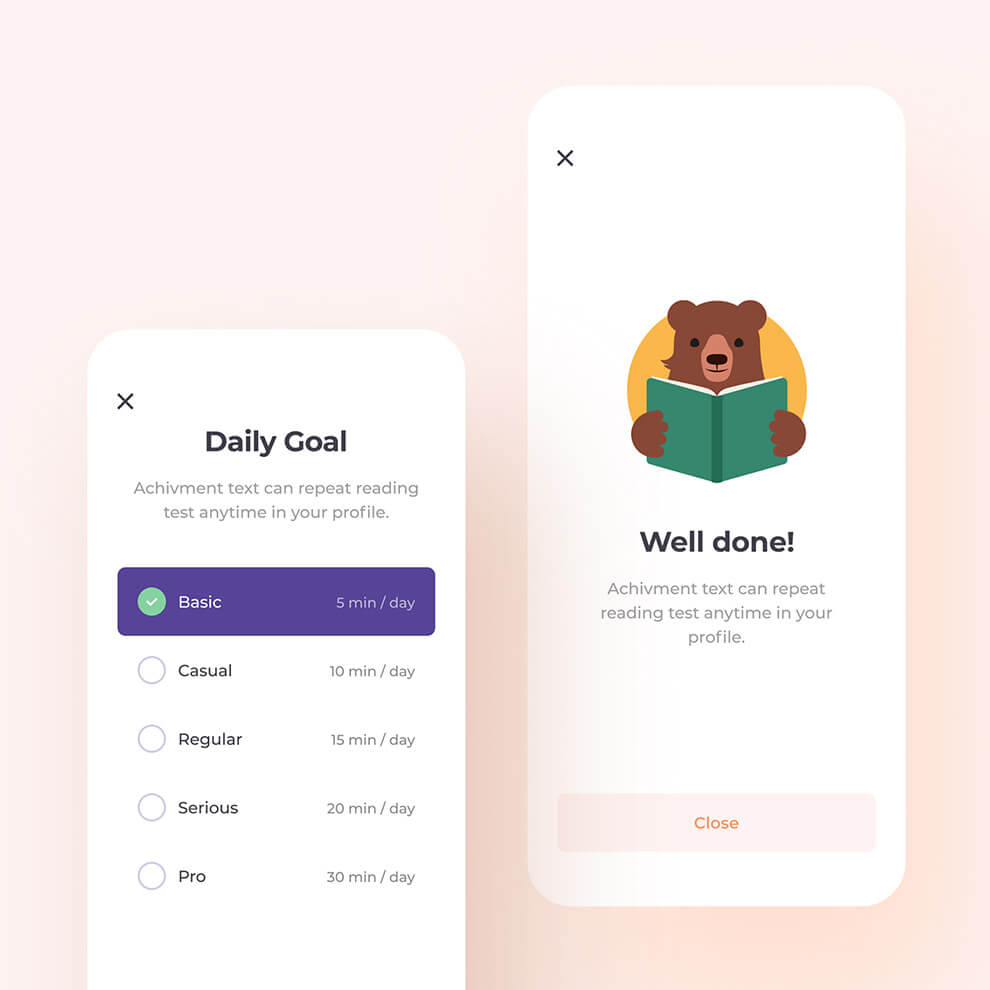 Daily Goal
Achivment text can repeat reading
test anytime in your profile.
Basic 5 min / day
Casual 10 min / day
Regular 15 min / day
Serious 20 min / day
Pro 30 min / day
Well done!
Achivment text can repeat
reading test anytime in your
profile.
Close